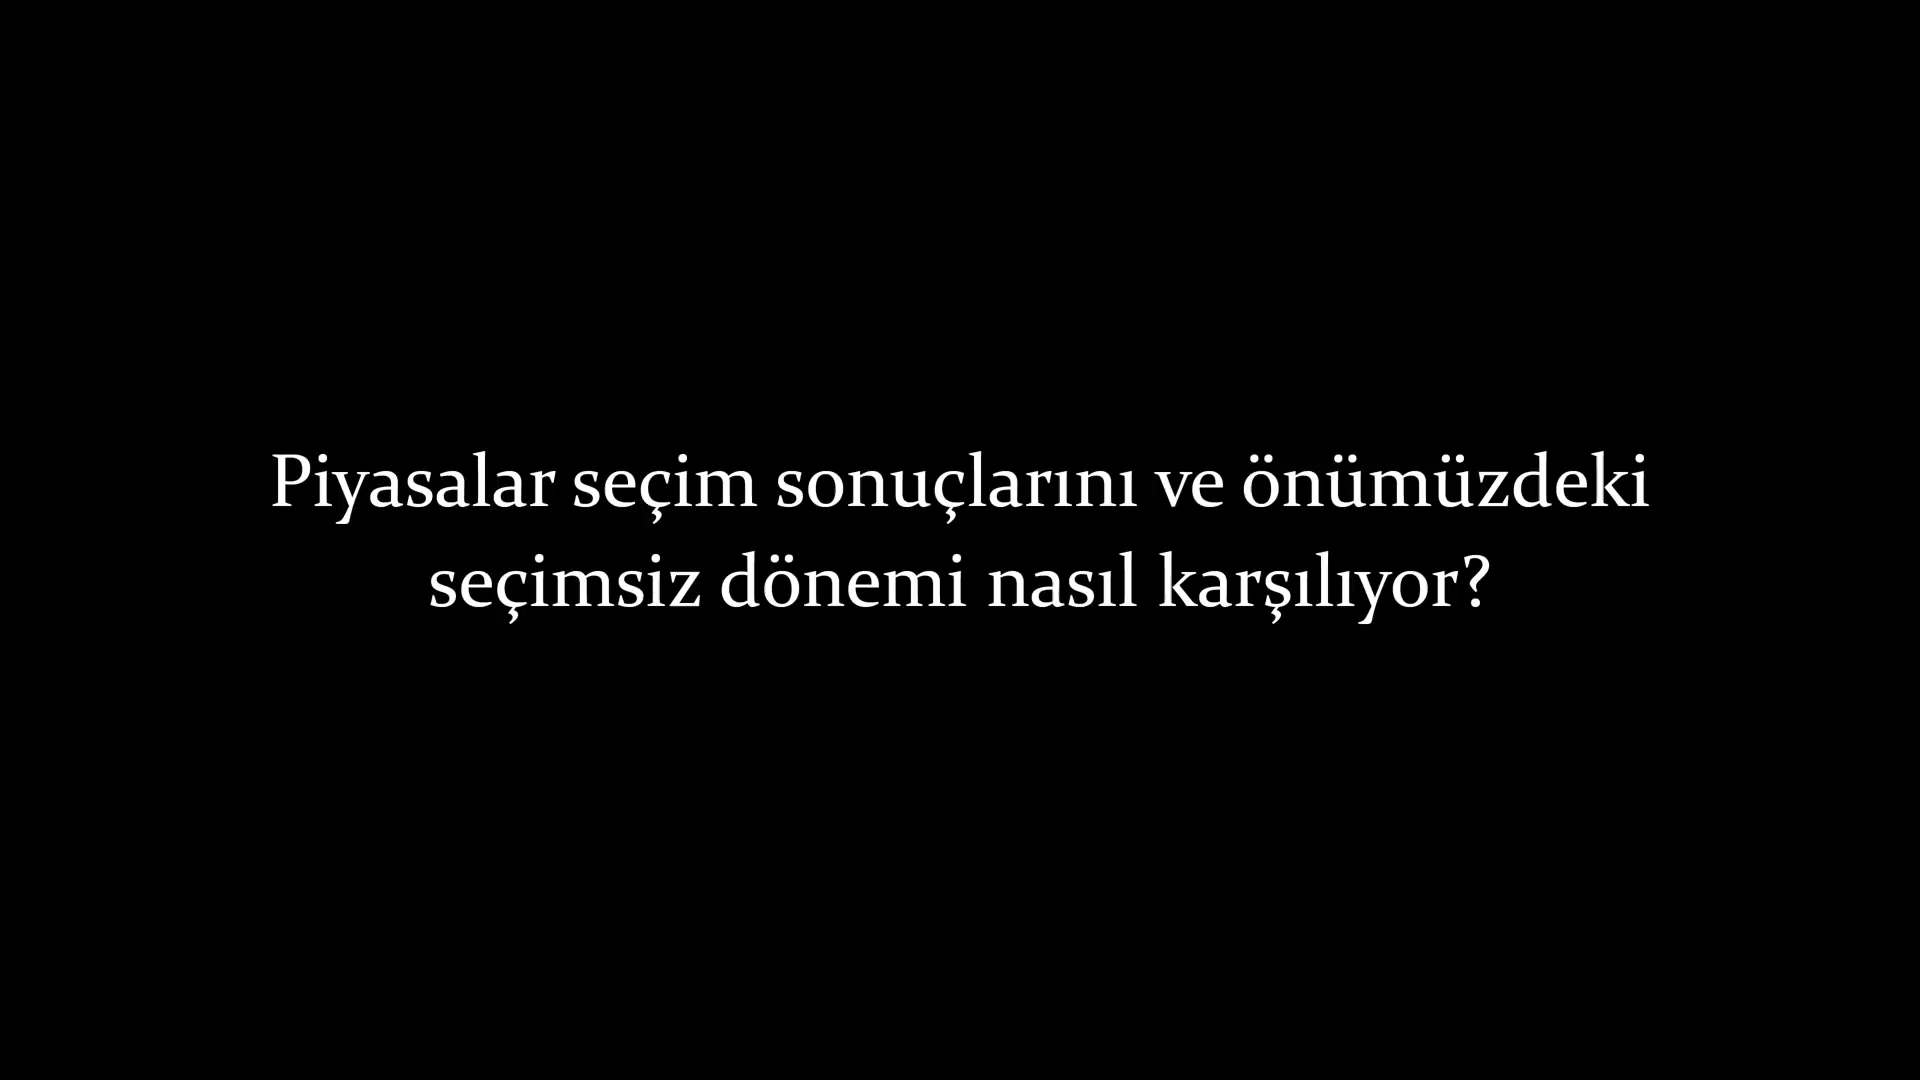 Piyasalar seçim sonuçlarını ve önümüzdeki
seçimsiz dönemi nasıl karşılıyor?